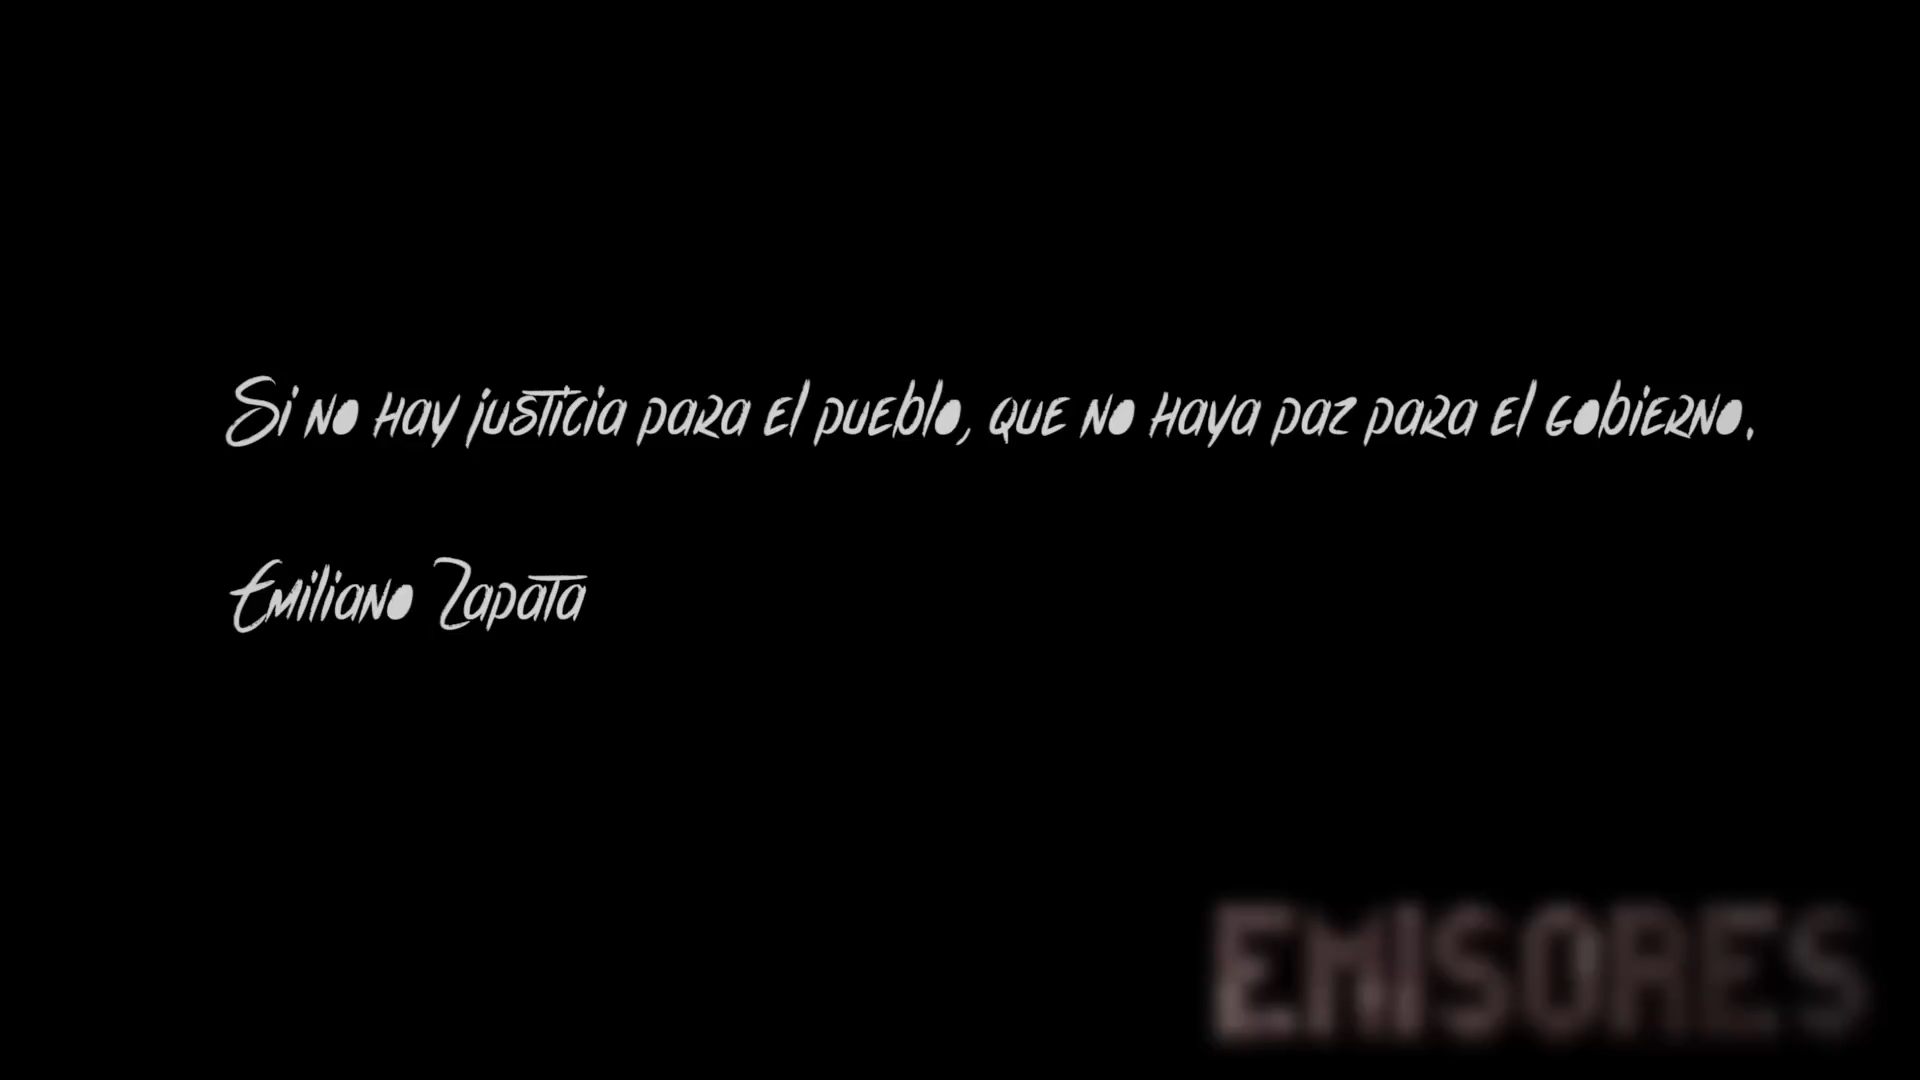 Si no hay justicia para el pueblo, que no haya paz para el gobierno.
Emiliano Zapata
EMISORES